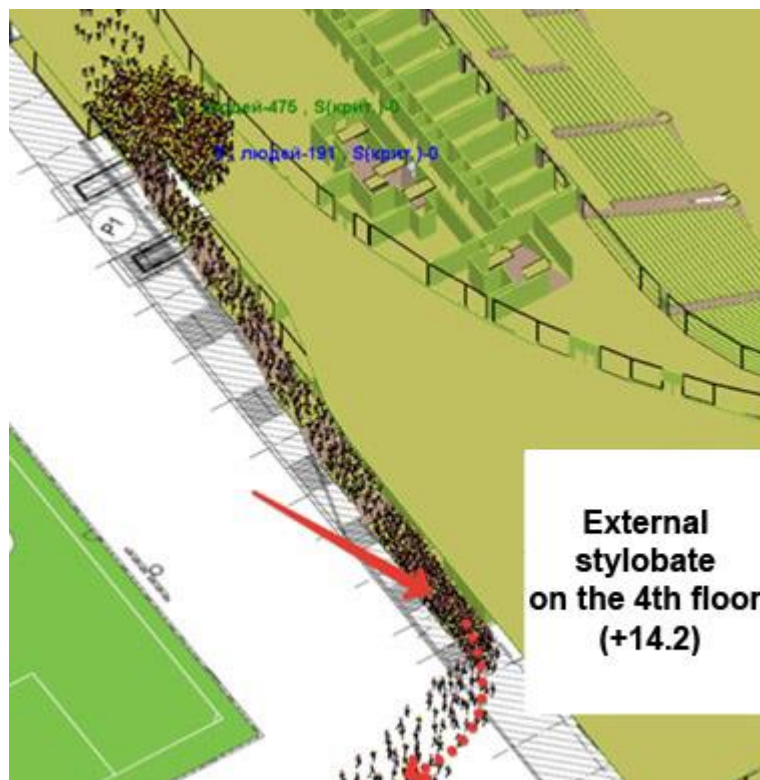 людей-475 , S(крит.)-0
людей-191 , S(крит.)-0
P1
External
stylobate
on the 4th floor
(+14.2)